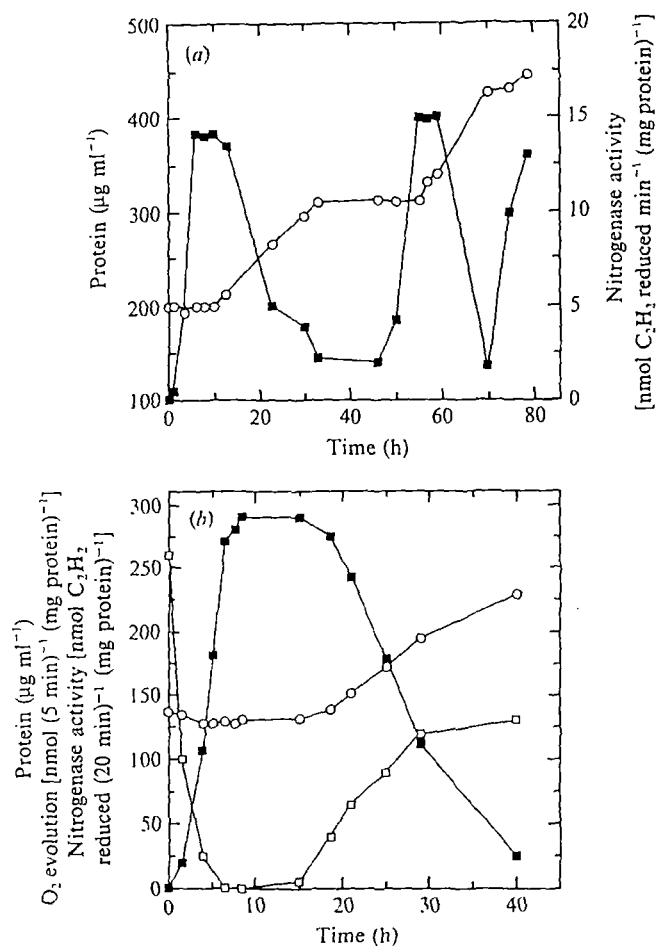 (a)
500
400
300
200
100
Protein (µg ml⁻¹)
20
15
10
5
0
Nitrogenase activity
[nmol C₂H₂ reduced min⁻¹ (mg protein)⁻¹]
0 20 40 60 80
Time (h)
(b)
300
250
200
150
100
50
0
Protein (µg ml⁻¹)
O₂ evolution [nmol (5 min)⁻¹ (mg protein)⁻¹]
Nitrogenase activity [nmol C₂H₂
reduced (20 min)⁻¹ (mg protein)⁻¹]
0 10 20 30 40
Time (h)